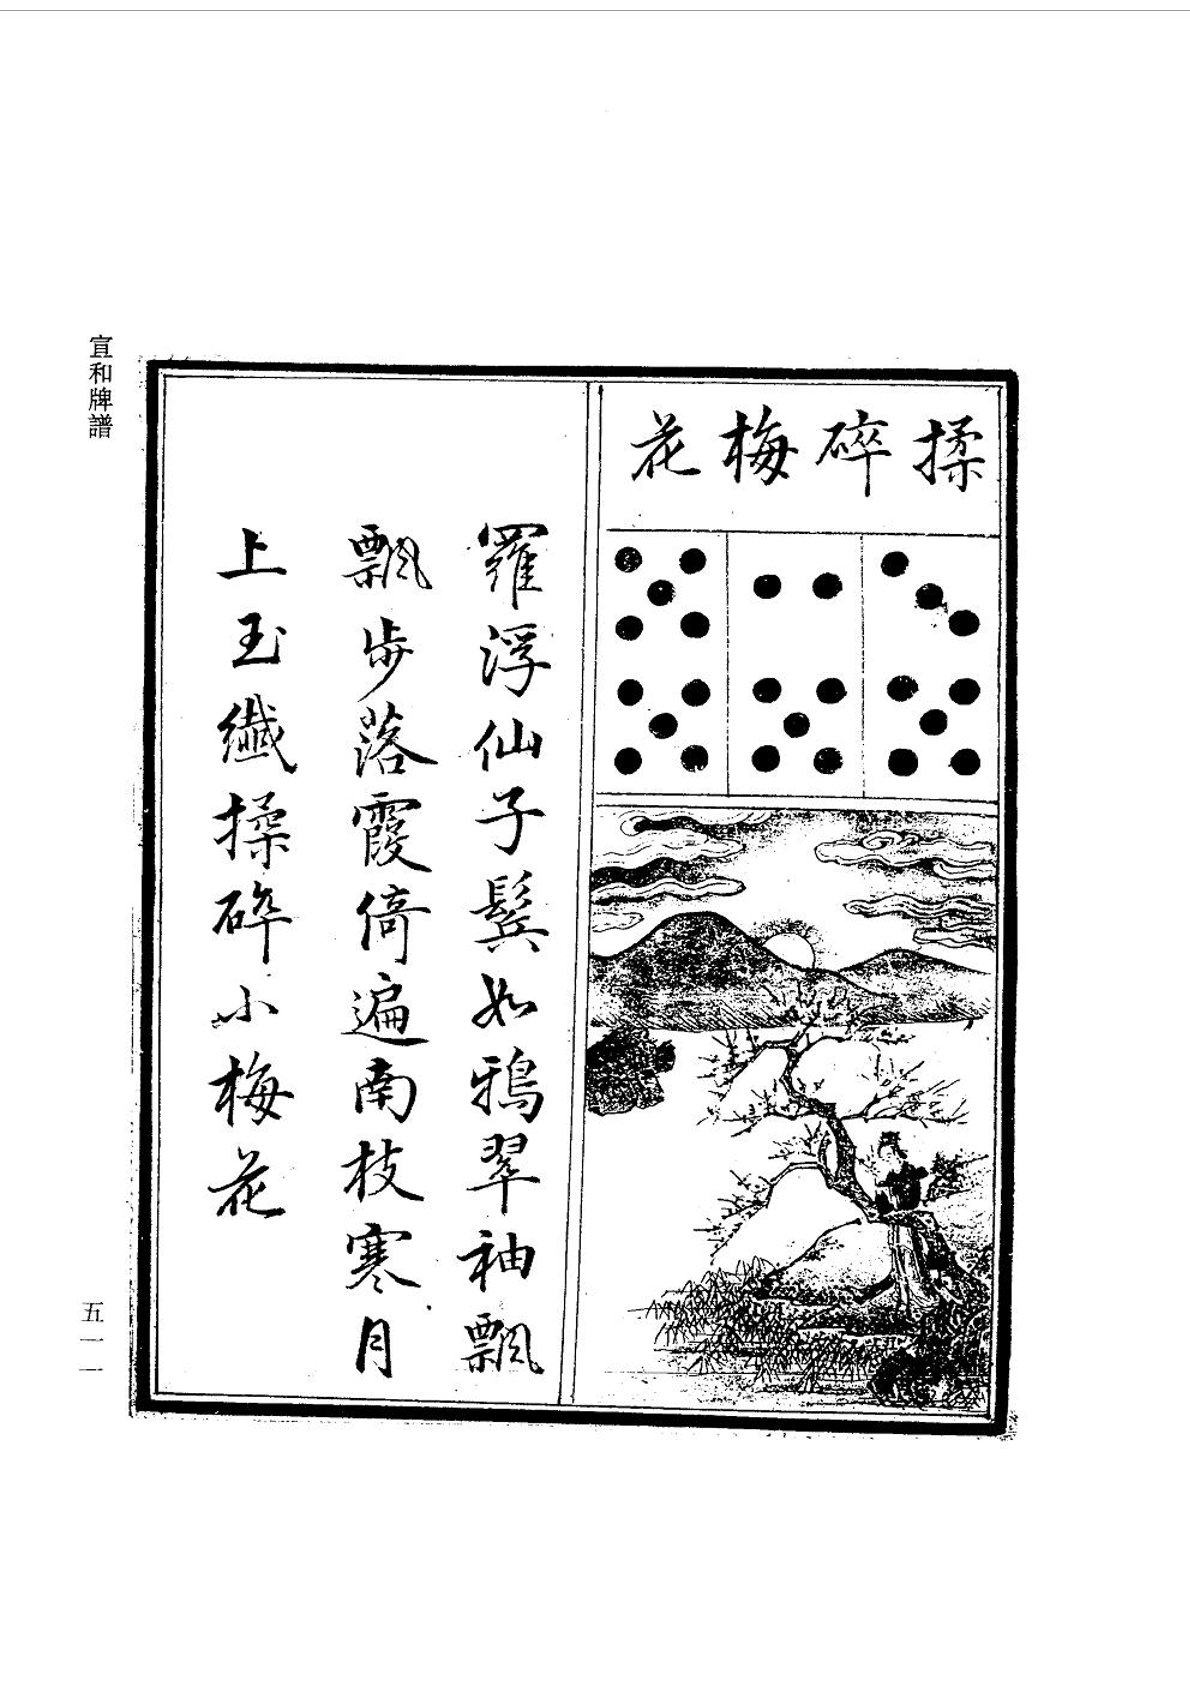 揉碎梅花
羅浮仙子鬓如鴉翠袖飄
飄步落霞倚遍南枝寒月
上玉纖揉碎小梅花
宣和牌譜
五一一